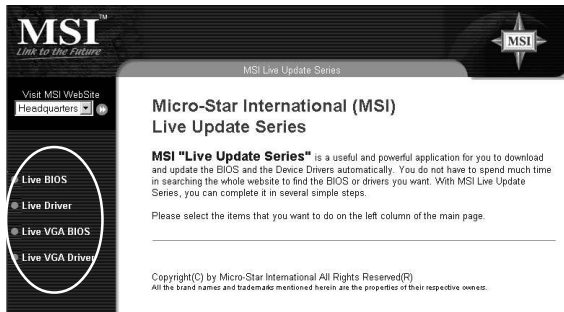 MSI™
Link to the Future
MSI
MSI Live Update Series
Visit MSI WebSite
Headquarters
Live BIOS
Live Driver
Live VGA BIOS
Live VGA Driver
Micro-Star International (MSI)
Live Update Series
MSI "Live Update Series" is a useful and powerful application for you to download
and update the BIOS and the Device Drivers automatically. You do not have to spend much time
in searching the whole website to find the BIOS or drivers you want. With MSI Live Update
Series, you can complete it in several simple steps.
Please select the items that you want to do on the left column of the main page.
Copyright(C) by Micro-Star International All Rights Reserved(R)
All the brand names and trademarks mentioned herein are the properties of their respective owners.